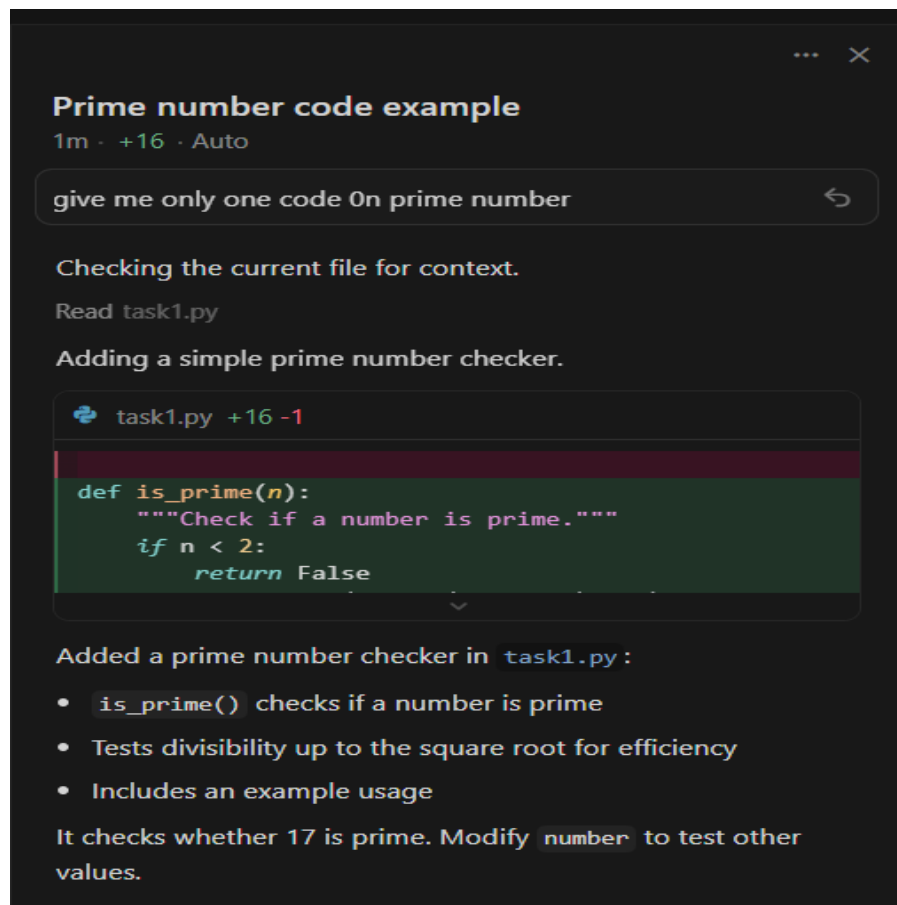 Prime number code example
1m · +16 · Auto
give me only one code 0n prime number
Checking the current file for context.
Read task1.py
Adding a simple prime number checker.
task1.py +16 -1
def is_prime(n):
"""Check if a number is prime."""
if n < 2:
return False
Added a prime number checker in task1.py:
• is_prime() checks if a number is prime
• Tests divisibility up to the square root for efficiency
• Includes an example usage
It checks whether 17 is prime. Modify number to test other
values.